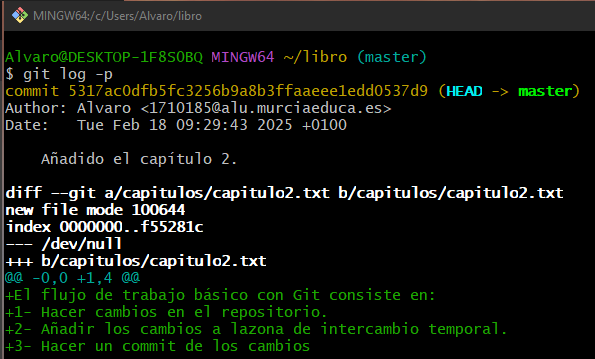 MINGW64:/c/Users/Alvaro/libro
Alvaro@DESKTOP-1F8S0BQ MINGW64 ~/libro (master)
$ git log -p
commit 5317ac0dfb5fc3256b9a8b3ffaaeee1edd0537d9 (HEAD -> master)
Author: Alvaro <1710185@alu.murciaeduca.es>
Date:   Tue Feb 18 09:29:43 2025 +0100
    Añadido el capítulo 2.
diff --git a/capitulos/capitulo2.txt b/capitulos/capitulo2.txt
new file mode 100644
index 0000000..f55281c
--- /dev/null
+++ b/capitulos/capitulo2.txt
@@ -0,0 +1,4 @@
+El flujo de trabajo básico con Git consiste en:
+1- Hacer cambios en el repositorio.
+2- Añadir los cambios a lazona de intercambio temporal.
+3- Hacer un commit de los cambios